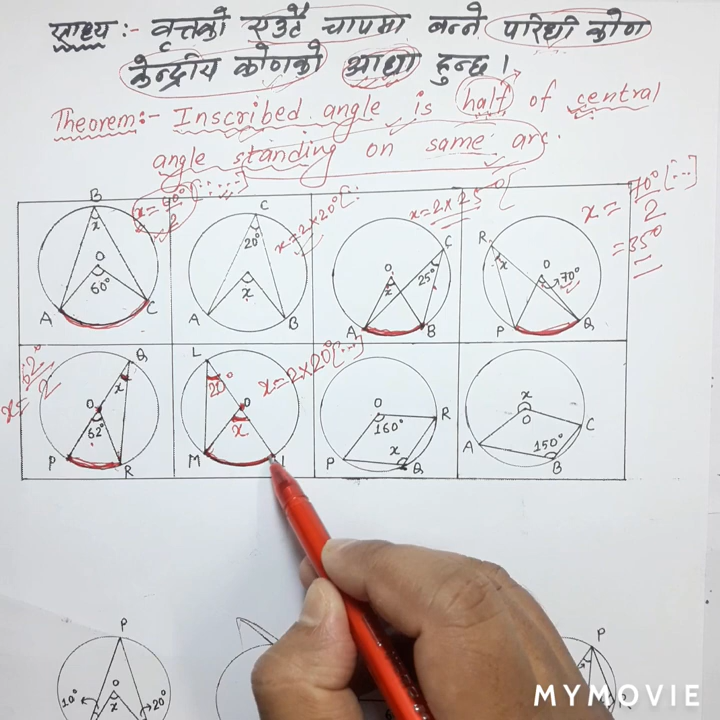 साध्य :- वृत्तको एउटै चापमा बन्ने परिधी कोण
केन्द्रीय कोणको आधा हुन्छ।
Theorem:- Inscribed angle is half of central
angle standing on same arc.
B x O 60° A C
C 20° x A B
x=2×20° [∵
C O x 25° A B
x=2×25° [
R x O 70° P Q
x = 70°/2 [∵
=35°
Q x O 62° P R
x= 62°/2
L 20° O x M
x=2×20° [∵
O 160° R P x Q
x O C A 150° B
P O 10° x 20°
P
MYMOVIE